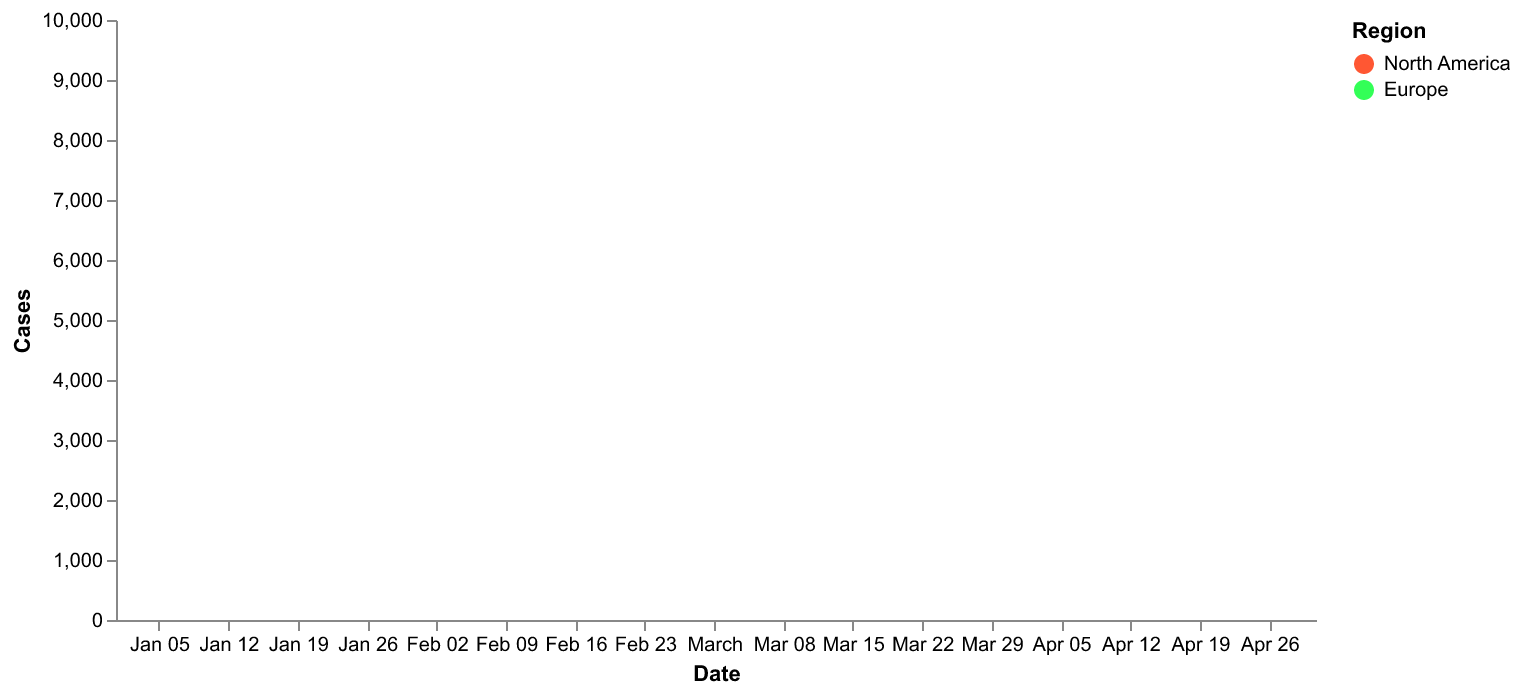 10,000
9,000
8,000
7,000
6,000
5,000
4,000
3,000
2,000
1,000
0
Cases
Jan 05 Jan 12 Jan 19 Jan 26 Feb 02 Feb 09 Feb 16 Feb 23 March Mar 08 Mar 15 Mar 22 Mar 29 Apr 05 Apr 12 Apr 19 Apr 26
Date
Region
North America
Europe